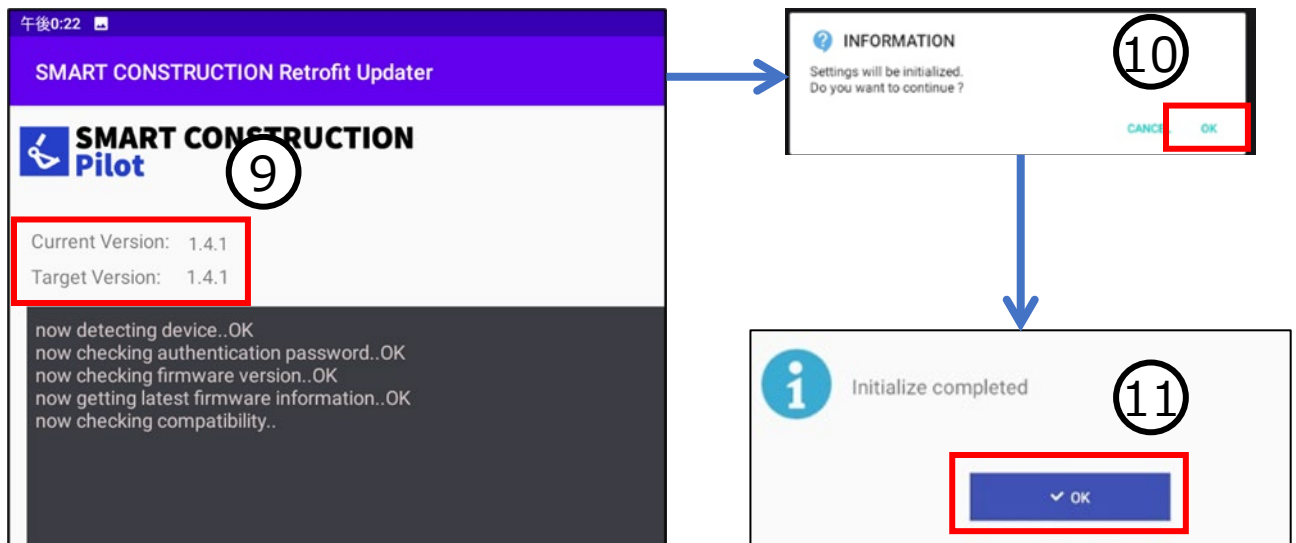 午後0:22
SMART CONSTRUCTION Retrofit Updater
SMART CONSTRUCTION
Pilot
⑨
Current Version: 1.4.1
Target Version: 1.4.1
now detecting device..OK
now checking authentication password..OK
now checking firmware version..OK
now getting latest firmware information..OK
now checking compatibility..
INFORMATION
⑩
Settings will be initialized.
Do you want to continue ?
CANCEL OK
Initialize completed
⑪
OK